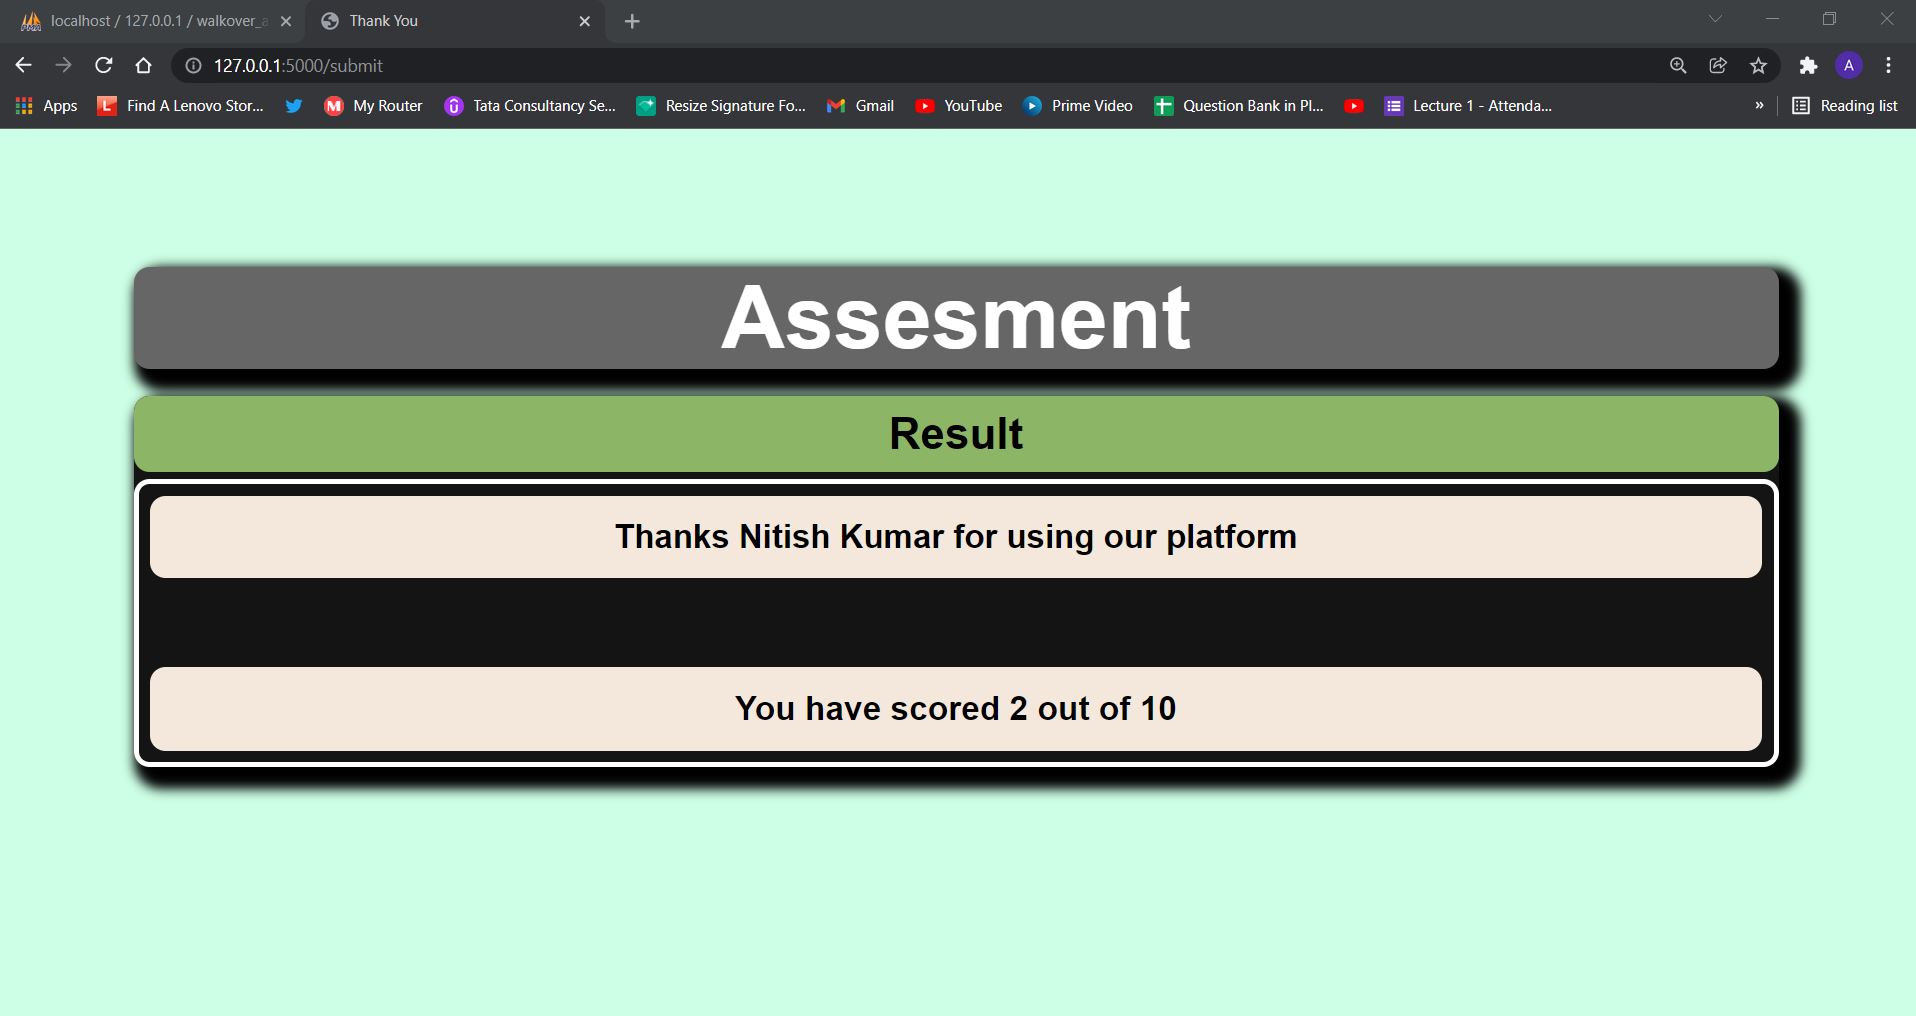 localhost / 127.0.0.1 / walkover_a
Thank You
127.0.0.1:5000/submit
A
Apps
L Find A Lenovo Stor...
M My Router
Tata Consultancy Se...
Resize Signature Fo...
Gmail
YouTube
Prime Video
Question Bank in Pl...
Lecture 1 - Attenda...
»
Reading list
Assesment
Result
Thanks Nitish Kumar for using our platform
You have scored 2 out of 10